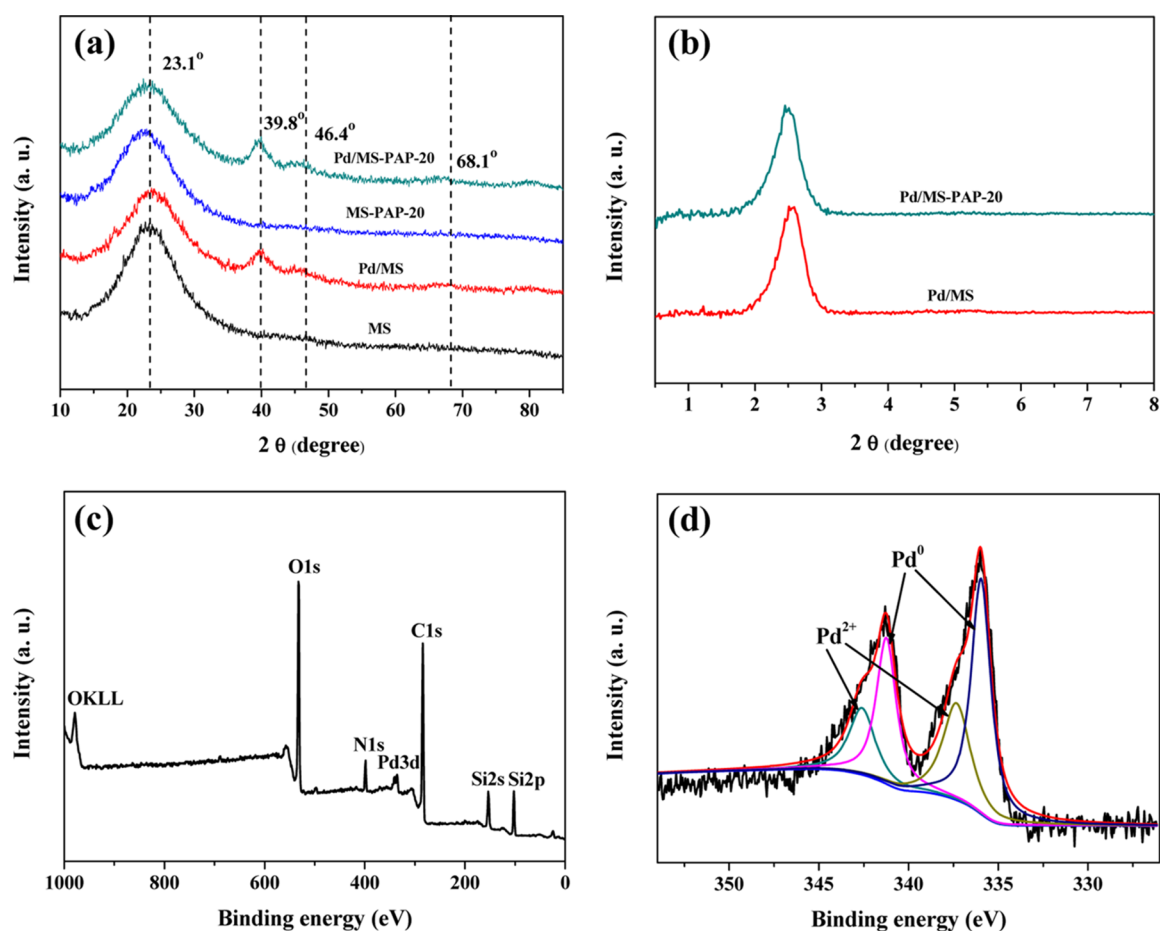 (a)
23.1°
39.8°
46.4°
68.1°
Pd/MS-PAP-20
MS-PAP-20
Pd/MS
MS
Intensity (a. u.)
10 20 30 40 50 60 70 80
2 θ (degree)
(b)
Pd/MS-PAP-20
Pd/MS
Intensity (a. u.)
1 2 3 4 5 6 7 8
2 θ (degree)
(c)
OKLL
O1s
N1s
Pd3d
C1s
Si2s
Si2p
Intensity (a. u.)
1000 800 600 400 200 0
Binding energy (eV)
(d)
Pd⁰
Pd²⁺
Intensity (a. u.)
350 345 340 335 330
Binding energy (eV)